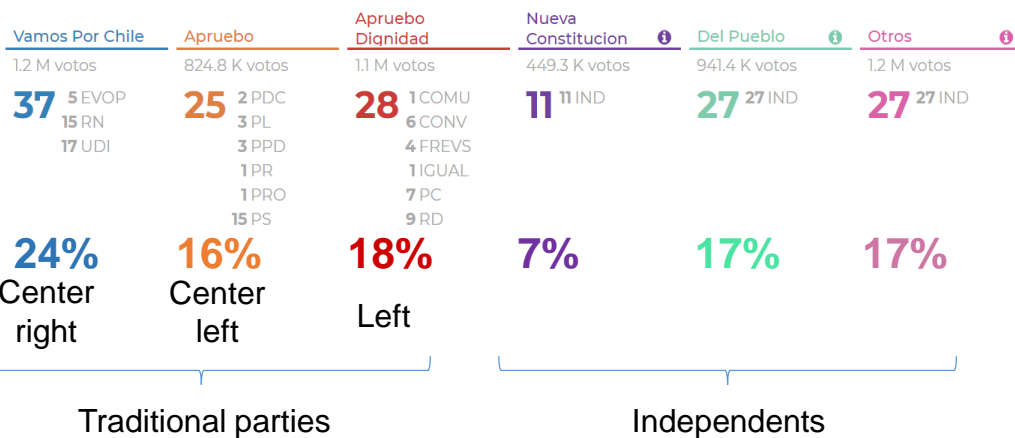 Vamos Por Chile
1.2 M votos
37
5 EVOP
15 RN
17 UDI
24%
Center
right
Apruebo
824.8 K votos
25
2 PDC
3 PL
3 PPD
1 PR
1 PRO
15 PS
16%
Center
left
Apruebo
Dignidad
1.1 M votos
28
1 COMU
6 CONV
4 FREVS
1 IGUAL
7 PC
9 RD
18%
Left
Nueva
Constitucion
449.3 K votos
11
11 IND
7%
Del Pueblo
941.4 K votos
27
27 IND
17%
Otros
1.2 M votos
27
27 IND
17%
Traditional parties
Independents